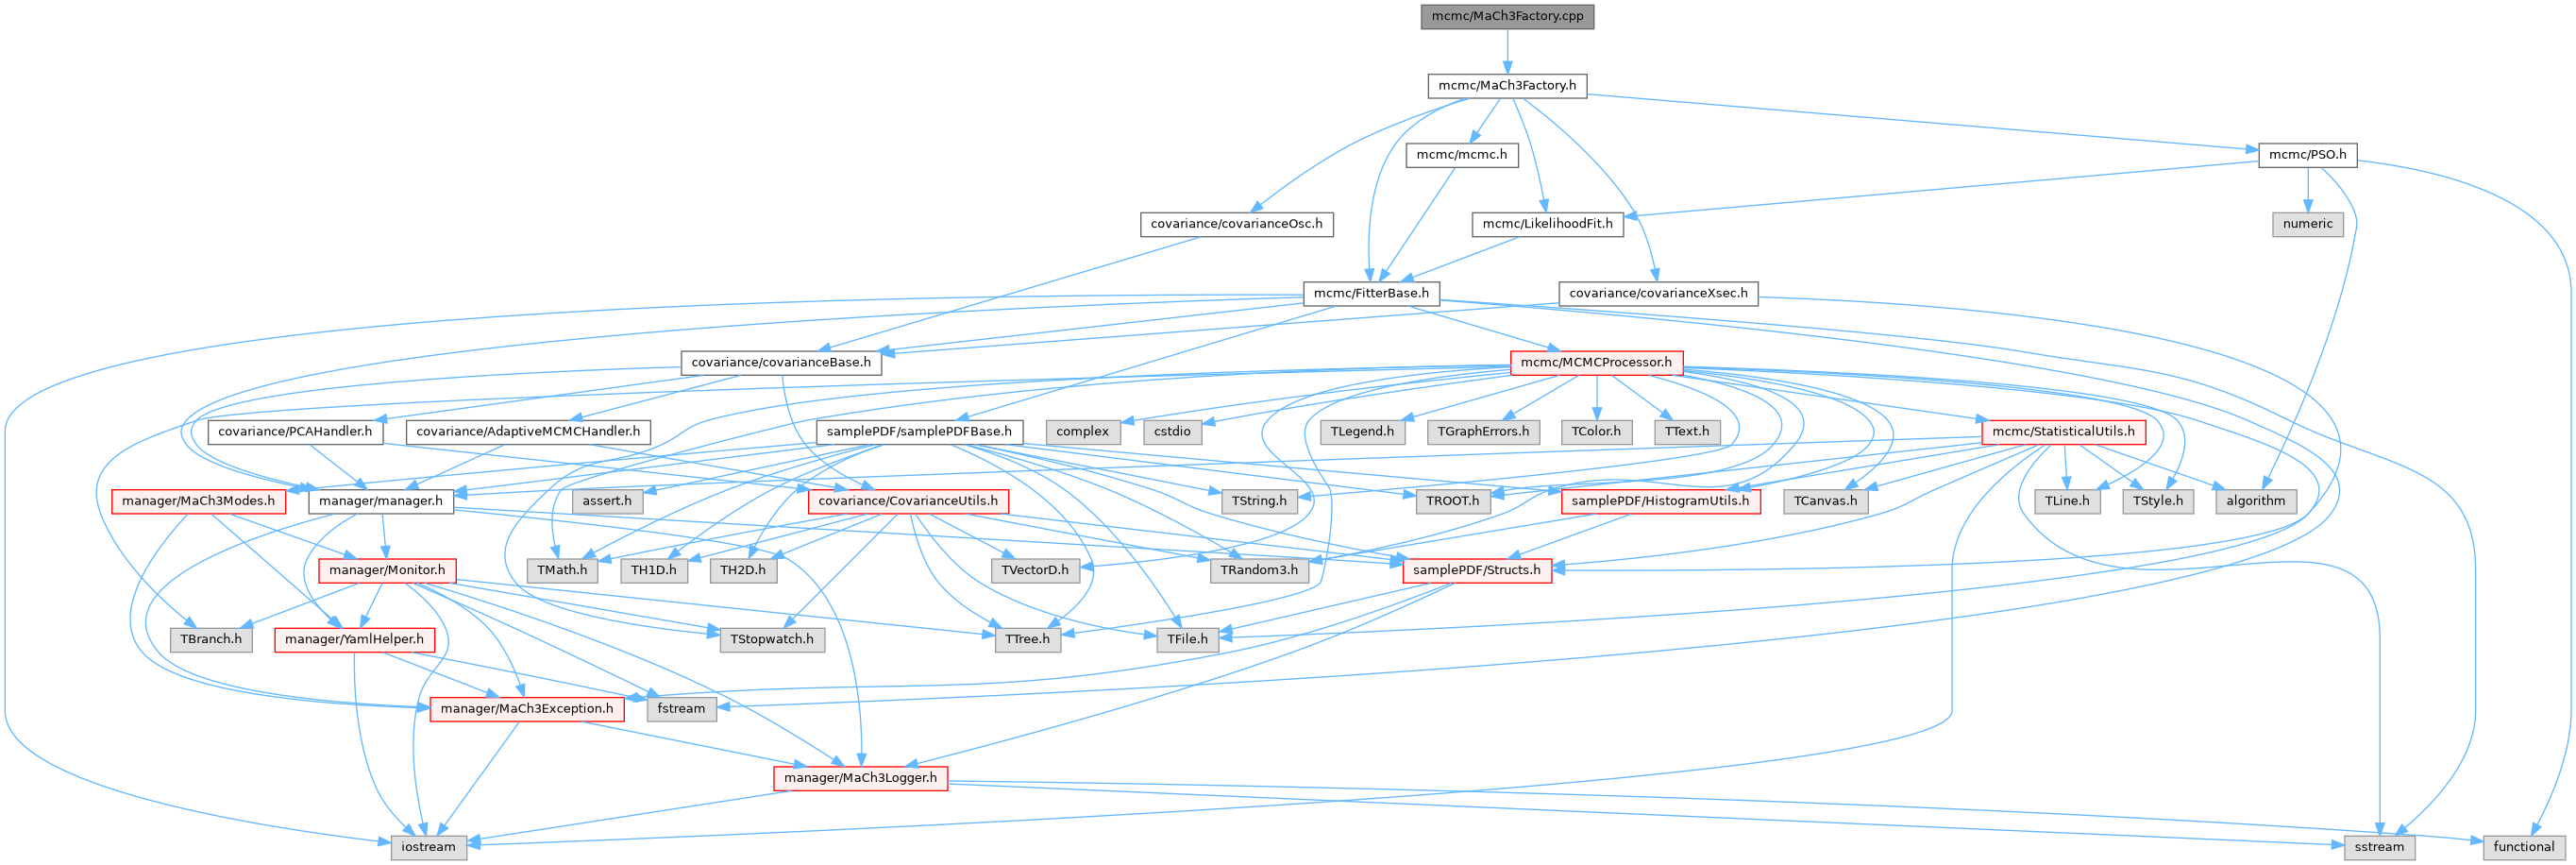 mcmc/MaCh3Factory.cpp
mcmc/MaCh3Factory.h
mcmc/mcmc.h
mcmc/PSO.h
covariance/covarianceOsc.h
mcmc/LikelihoodFit.h
numeric
mcmc/FitterBase.h
covariance/covarianceXsec.h
covariance/covarianceBase.h
mcmc/MCMCProcessor.h
covariance/PCAHandler.h
covariance/AdaptiveMCMCHandler.h
samplePDF/samplePDFBase.h
complex
cstdio
TLegend.h
TGraphErrors.h
TColor.h
TText.h
mcmc/StatisticalUtils.h
manager/MaCh3Modes.h
manager/manager.h
assert.h
covariance/CovarianceUtils.h
TString.h
TROOT.h
samplePDF/HistogramUtils.h
TCanvas.h
TLine.h
TStyle.h
algorithm
manager/Monitor.h
TMath.h
TH1D.h
TH2D.h
TVectorD.h
TRandom3.h
samplePDF/Structs.h
TBranch.h
manager/YamlHelper.h
TStopwatch.h
TTree.h
TFile.h
manager/MaCh3Exception.h
fstream
manager/MaCh3Logger.h
iostream
sstream
functional